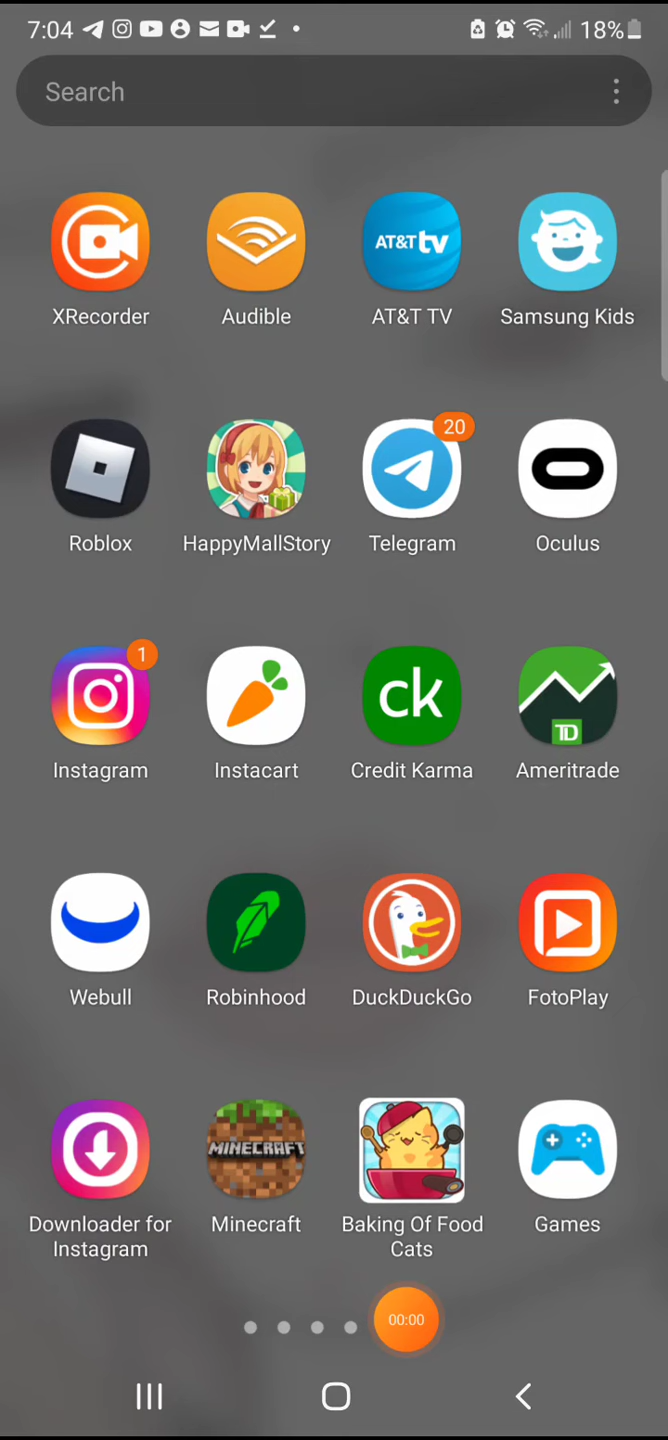 7:04 18%
Search
AT&T tv
XRecorder Audible AT&T TV Samsung Kids
20
Roblox HappyMallStory Telegram Oculus
1
ck
TD
Instagram Instacart Credit Karma Ameritrade
Webull Robinhood DuckDuckGo FotoPlay
MINECRAFT
Downloader for Instagram Minecraft Baking Of Food Cats Games
00:00